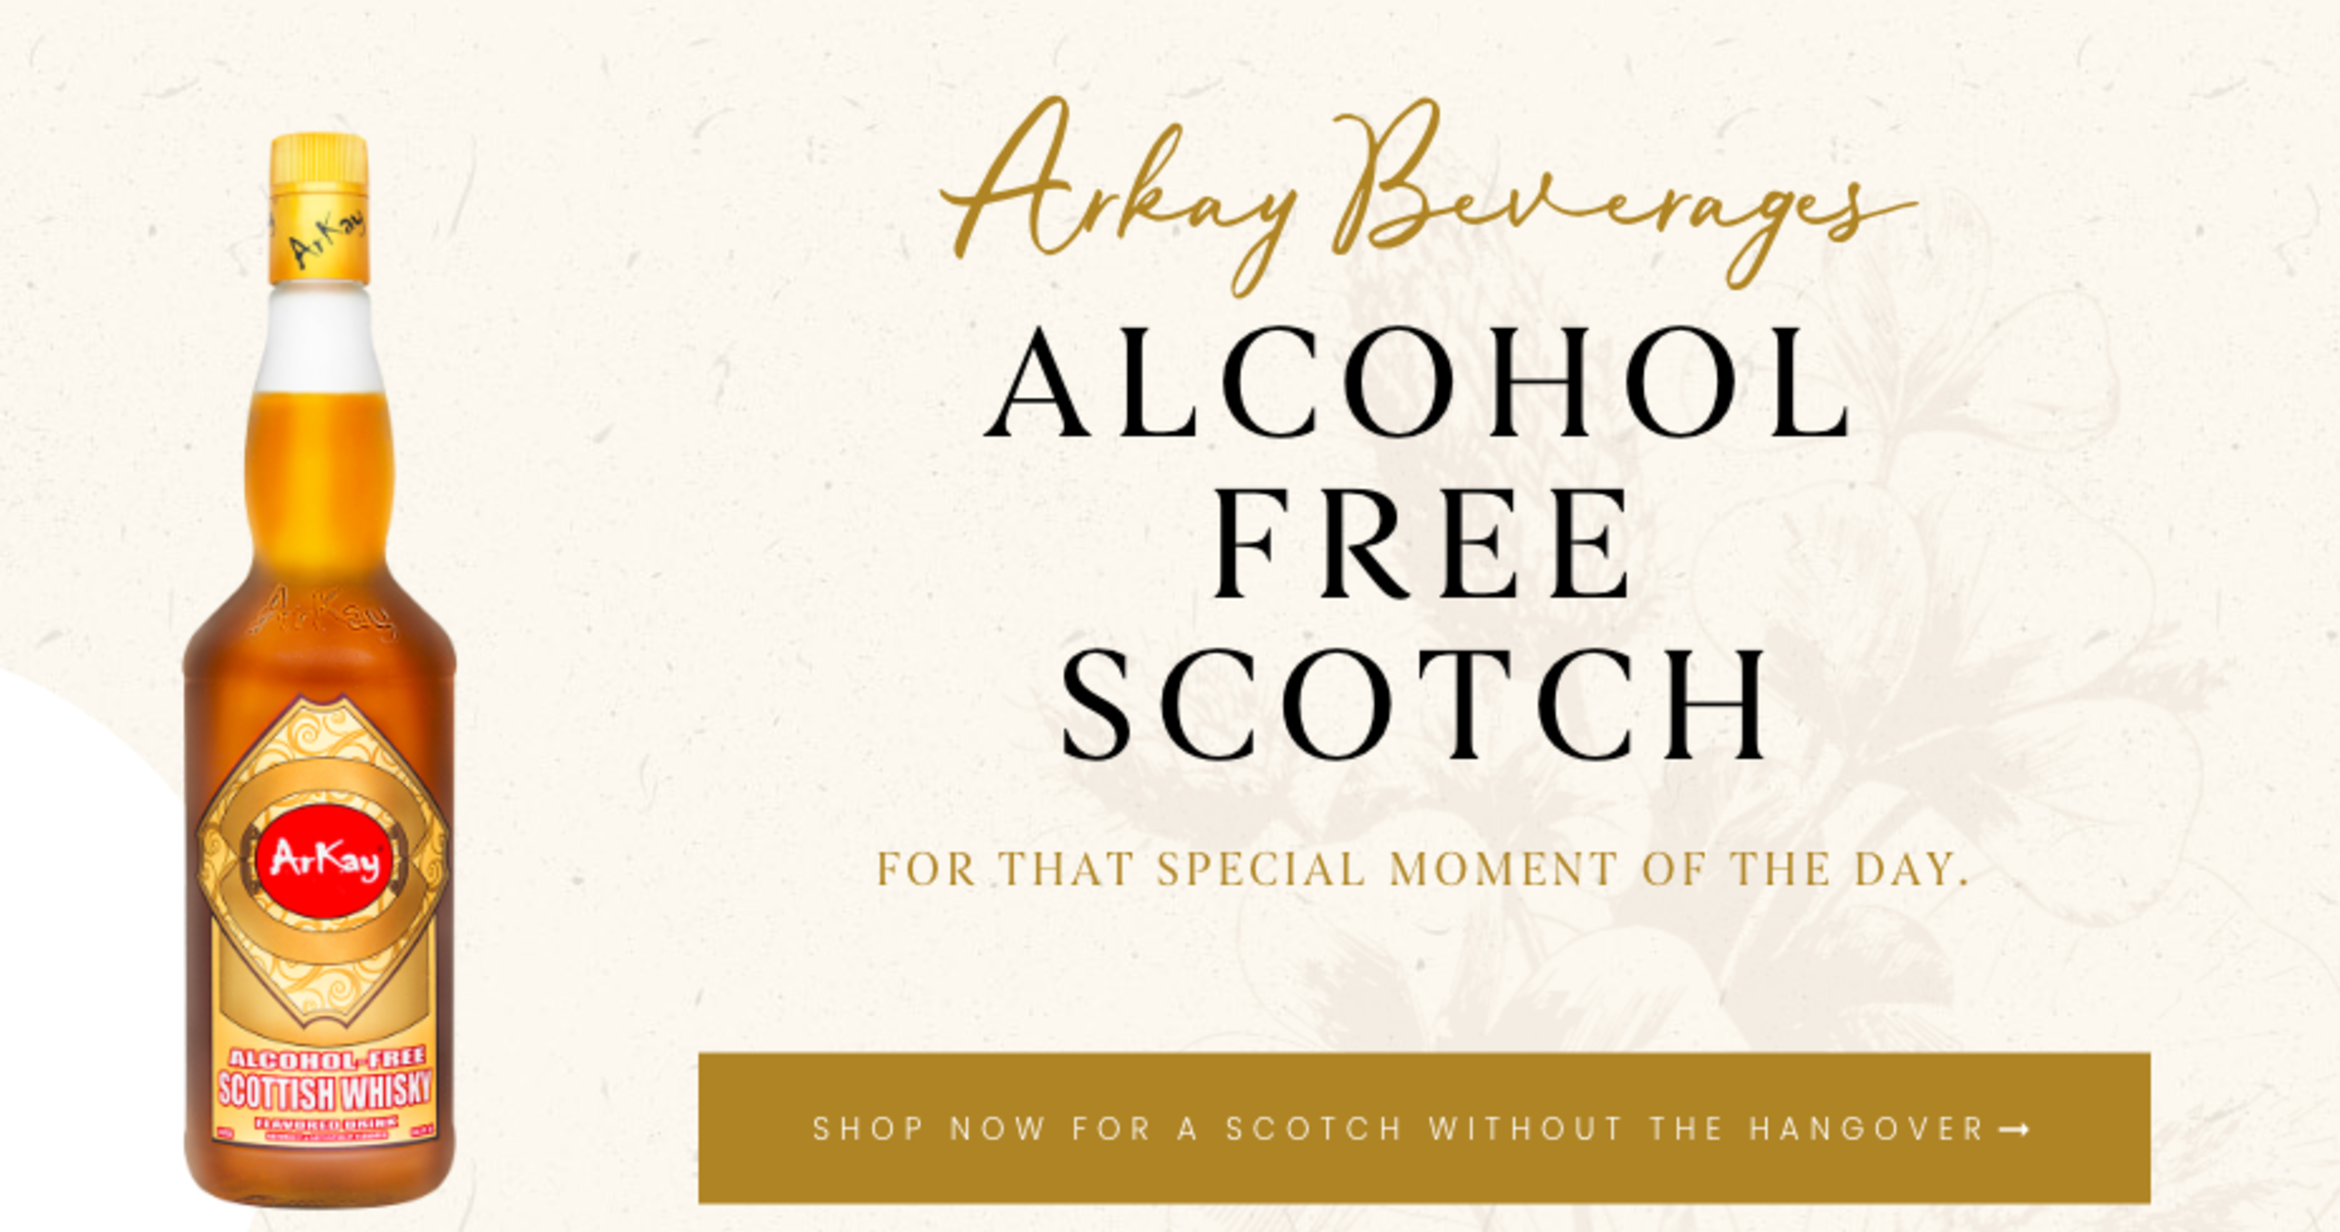 Arkay Beverages
ALCOHOL
FREE
SCOTCH
FOR THAT SPECIAL MOMENT OF THE DAY.
SHOP NOW FOR A SCOTCH WITHOUT THE HANGOVER→
ArKay
ArKay
ArKay
ALCOHOL-FREE
SCOTTISH WHISKY
FLAVORED DRINK